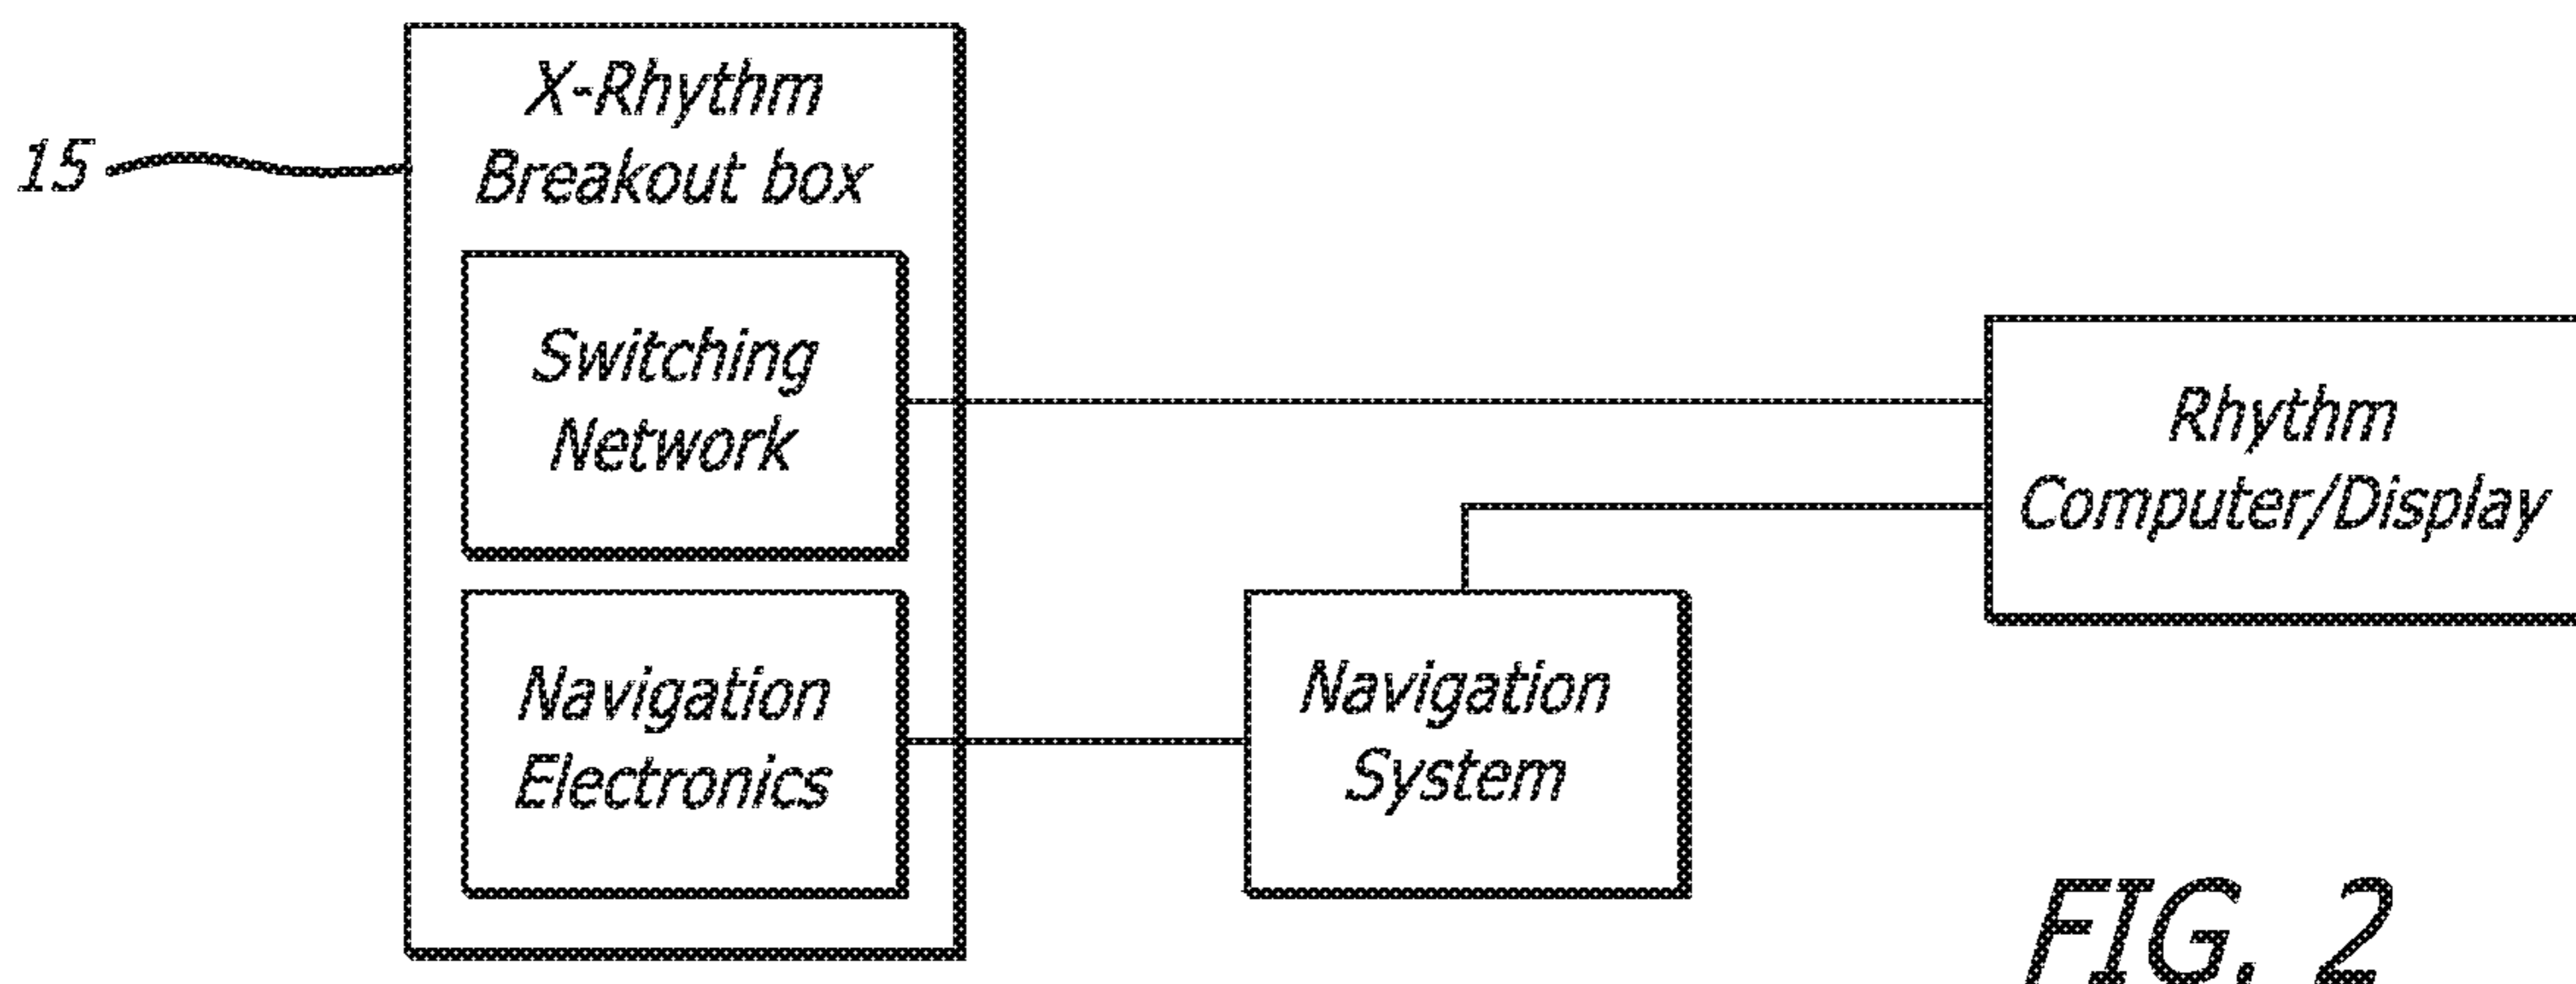 X-Rhythm
Breakout box
15
Switching
Network
Rhythm
Computer/Display
Navigation
Electronics
Navigation
System
FIG. 2